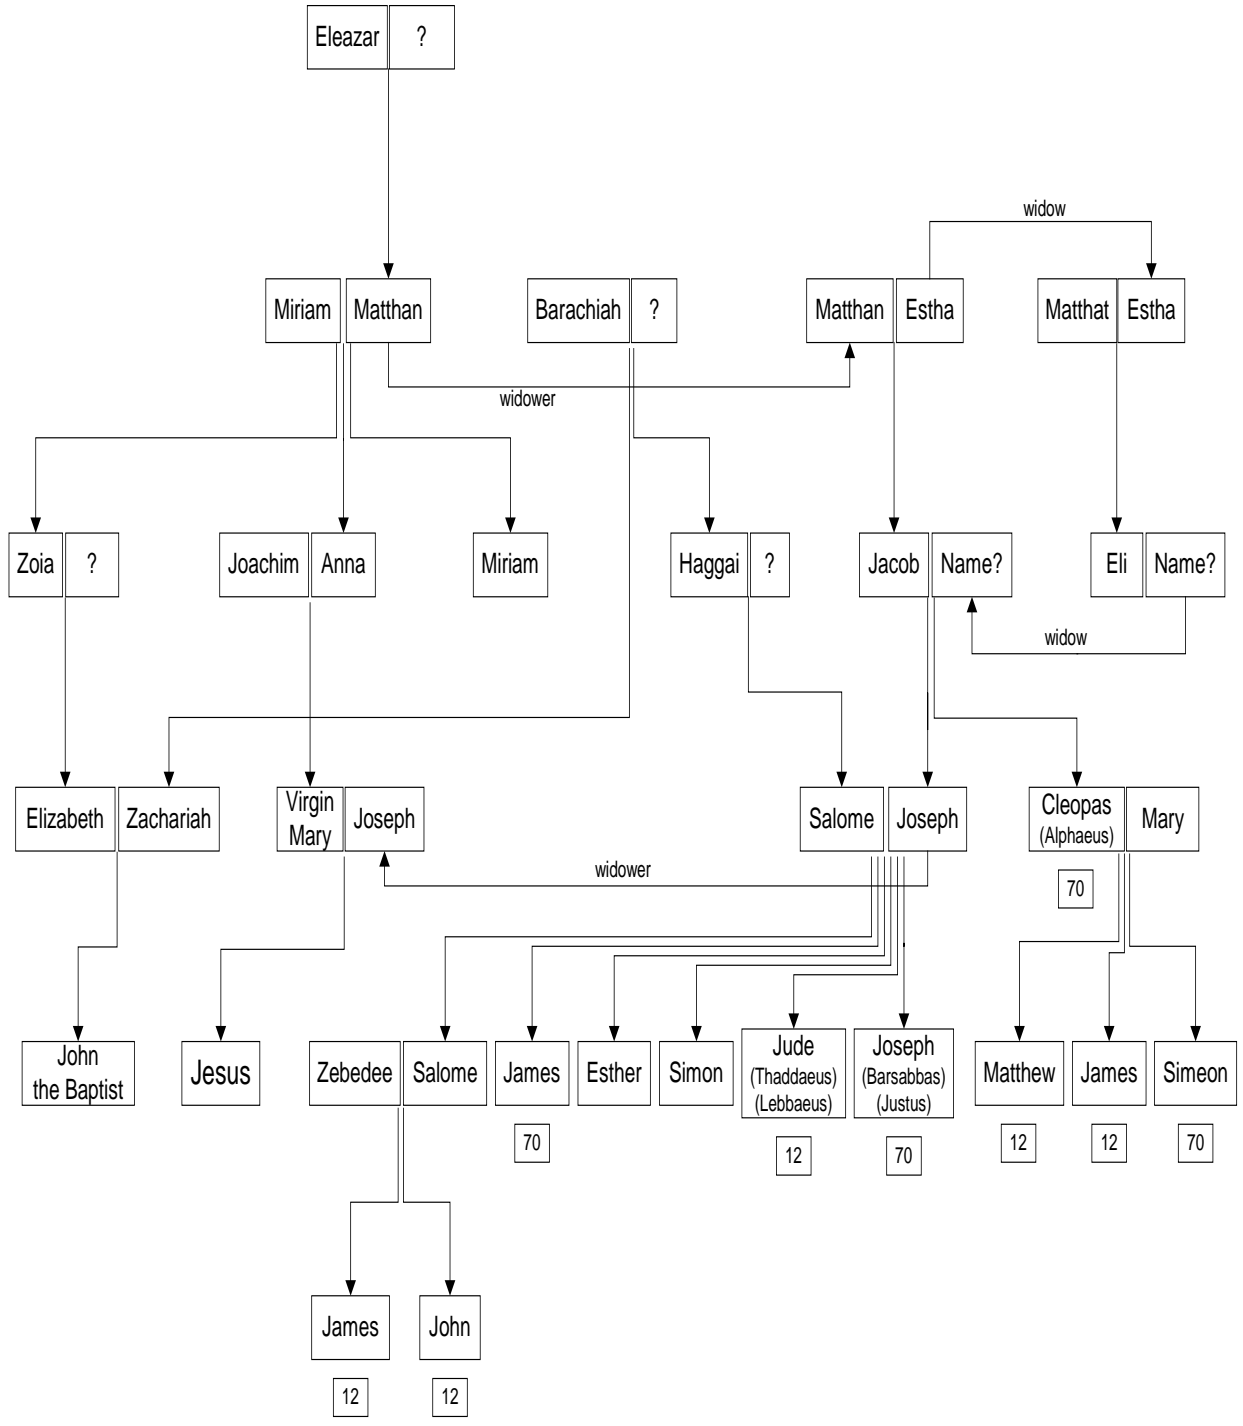 Eleazar ?
widow
Miriam Matthan Barachiah ? Matthan Estha Matthat Estha
widower
Zoia ? Joachim Anna Miriam Haggai ? Jacob Name? Eli Name?
widow
Elizabeth Zachariah Virgin Mary Joseph Salome Joseph Cleopas (Alphaeus) Mary
widower
70
John the Baptist Jesus Zebedee Salome James Esther Simon Jude (Thaddaeus) (Lebbaeus) Joseph (Barsabbas) (Justus) Matthew James Simeon
70 12 70 12 12 70
James John
12 12